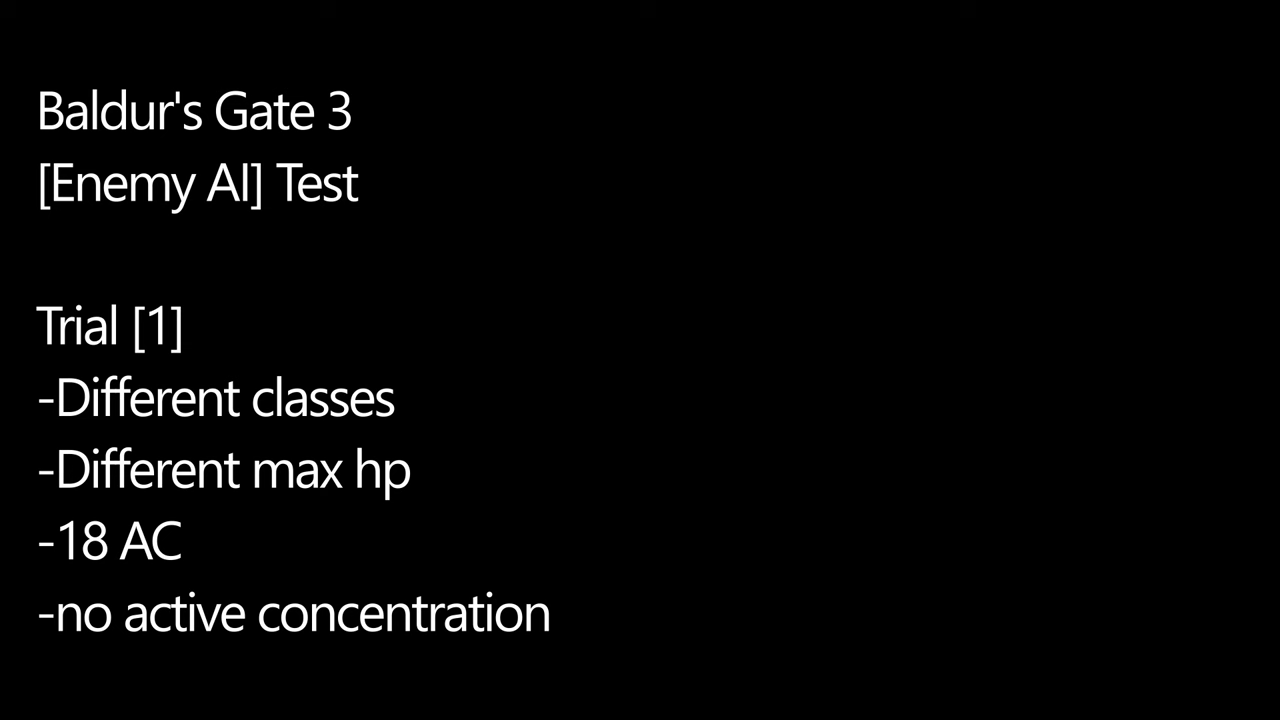 Baldur's Gate 3
[Enemy AI] Test
Trial [1]
-Different classes
-Different max hp
-18 AC
-no active concentration